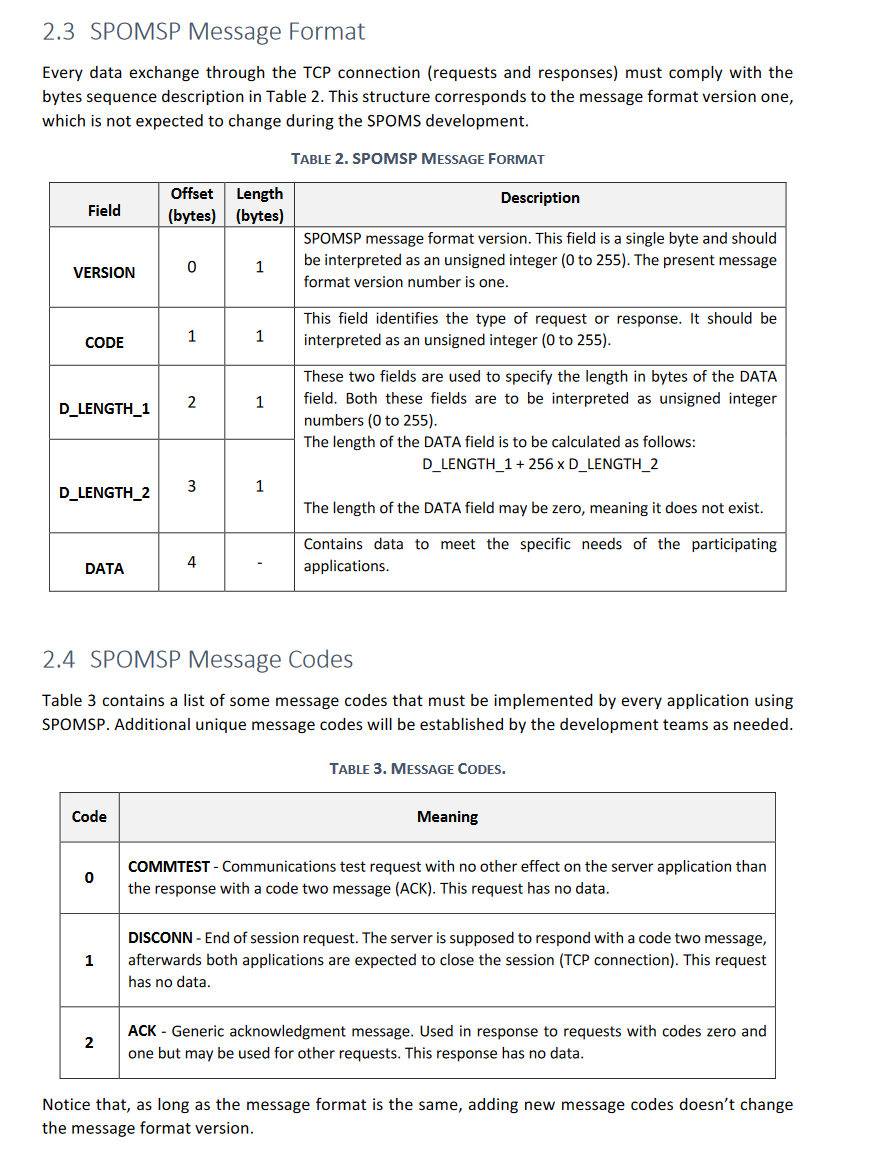 2.3 SPOMSP Message Format
Every data exchange through the TCP connection (requests and responses) must comply with the
bytes sequence description in Table 2. This structure corresponds to the message format version one,
which is not expected to change during the SPOMS development.
TABLE 2. SPOMSP MESSAGE FORMAT
Field
Offset
(bytes)
Length
(bytes)
Description
VERSION
0
1
SPOMSP message format version. This field is a single byte and should
be interpreted as an unsigned integer (0 to 255). The present message
format version number is one.
CODE
1
1
This field identifies the type of request or response. It should be
interpreted as an unsigned integer (0 to 255).
D_LENGTH_1
2
1
These two fields are used to specify the length in bytes of the DATA
field. Both these fields are to be interpreted as unsigned integer
numbers (0 to 255).
The length of the DATA field is to be calculated as follows:
D_LENGTH_1 + 256 x D_LENGTH_2
D_LENGTH_2
3
1
The length of the DATA field may be zero, meaning it does not exist.
DATA
4
-
Contains data to meet the specific needs of the participating
applications.
2.4 SPOMSP Message Codes
Table 3 contains a list of some message codes that must be implemented by every application using
SPOMSP. Additional unique message codes will be established by the development teams as needed.
TABLE 3. MESSAGE CODES.
Code
Meaning
0
COMMTEST - Communications test request with no other effect on the server application than
the response with a code two message (ACK). This request has no data.
1
DISCONN - End of session request. The server is supposed to respond with a code two message,
afterwards both applications are expected to close the session (TCP connection). This request
has no data.
2
ACK - Generic acknowledgment message. Used in response to requests with codes zero and
one but may be used for other requests. This response has no data.
Notice that, as long as the message format is the same, adding new message codes doesn’t change
the message format version.